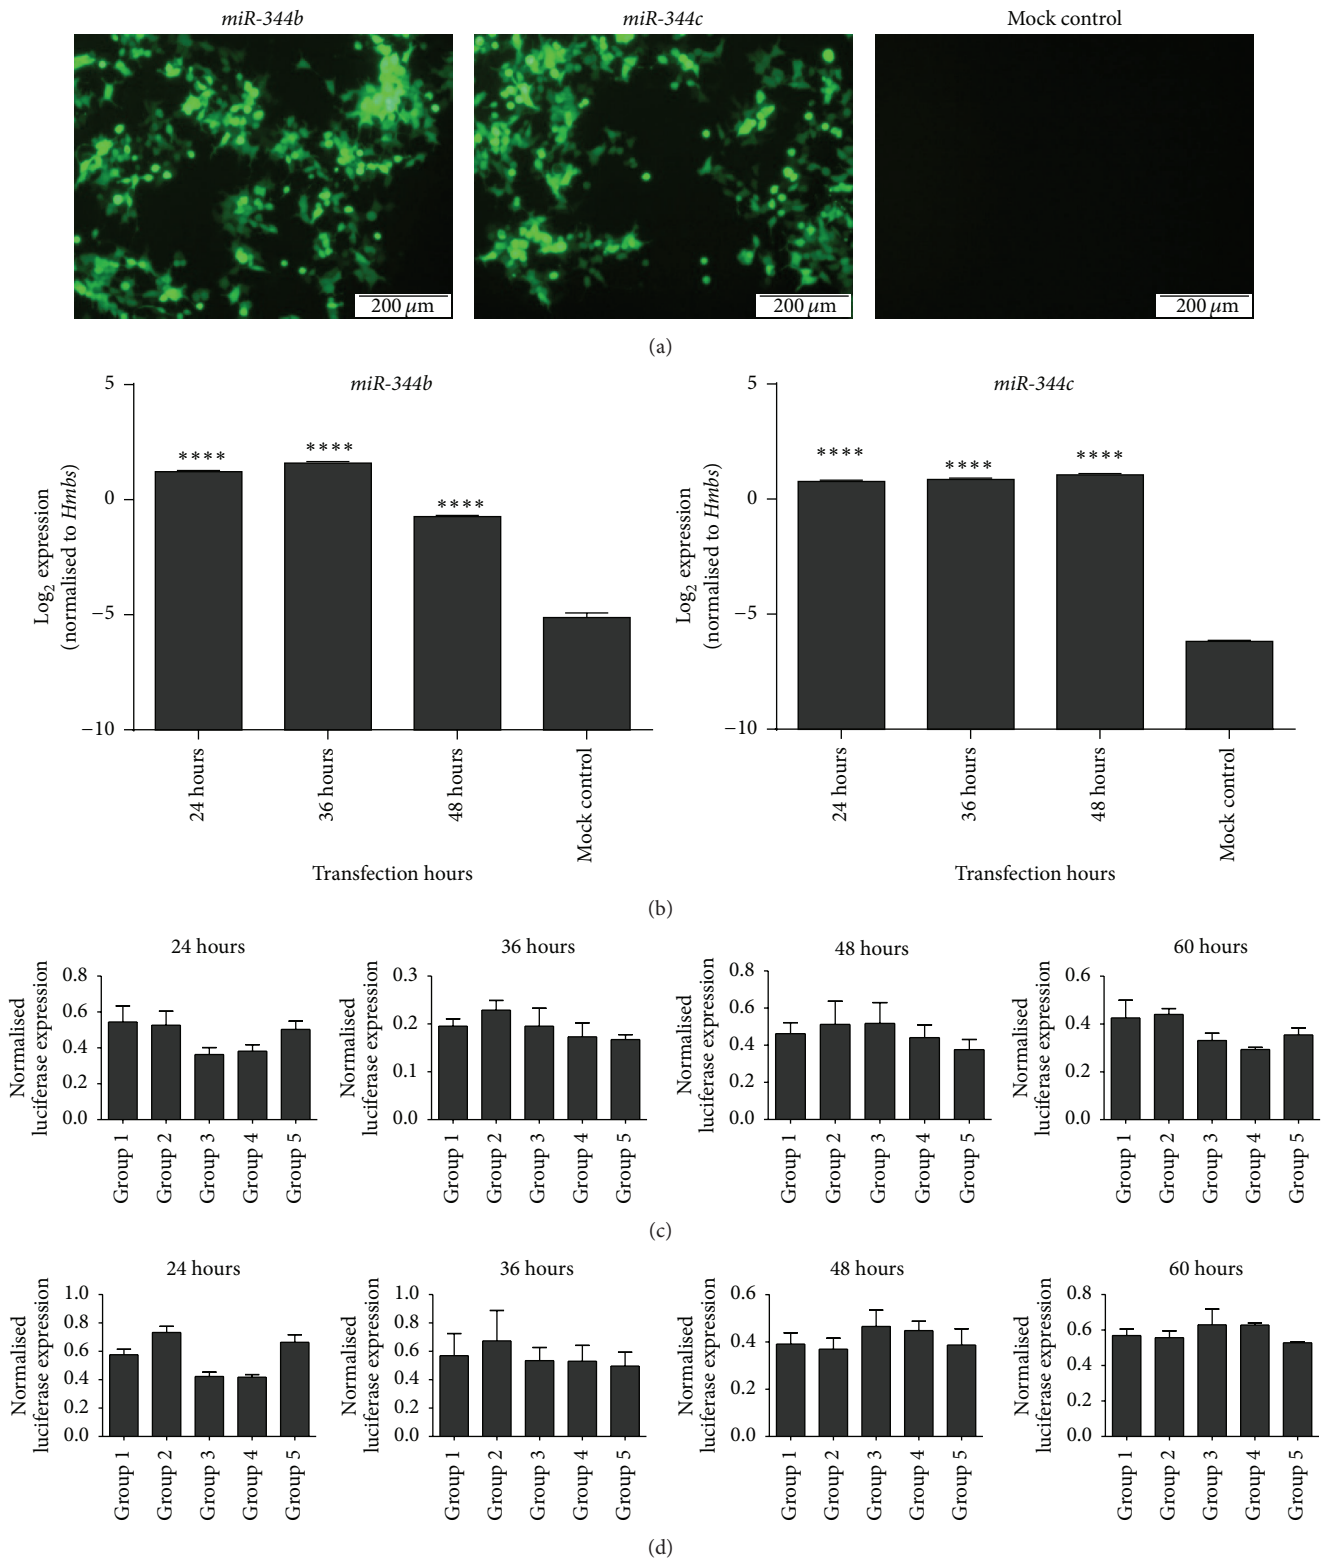 miR-344b
miR-344c
Mock control
200 μm
200 μm
200 μm
(a)
miR-344b
5
0
−5
−10
Log2 expression
(normalised to Hmbs)
****
****
****
24 hours
36 hours
48 hours
Mock control
Transfection hours
miR-344c
5
0
−5
−10
Log2 expression
(normalised to Hmbs)
****
****
****
24 hours
36 hours
48 hours
Mock control
Transfection hours
(b)
24 hours
0.8
0.6
0.4
0.2
0.0
Normalised
luciferase expression
Group 1
Group 2
Group 3
Group 4
Group 5
36 hours
0.3
0.2
0.1
0.0
Normalised
luciferase expression
Group 1
Group 2
Group 3
Group 4
Group 5
48 hours
0.8
0.6
0.4
0.2
0.0
Normalised
luciferase expression
Group 1
Group 2
Group 3
Group 4
Group 5
60 hours
0.6
0.4
0.2
0.0
Normalised
luciferase expression
Group 1
Group 2
Group 3
Group 4
Group 5
(c)
24 hours
1.0
0.8
0.6
0.4
0.2
0.0
Normalised
luciferase expression
Group 1
Group 2
Group 3
Group 4
Group 5
36 hours
1.0
0.8
0.6
0.4
0.2
0.0
Normalised
luciferase expression
Group 1
Group 2
Group 3
Group 4
Group 5
48 hours
0.6
0.4
0.2
0.0
Normalised
luciferase expression
Group 1
Group 2
Group 3
Group 4
Group 5
60 hours
0.8
0.6
0.4
0.2
0.0
Normalised
luciferase expression
Group 1
Group 2
Group 3
Group 4
Group 5
(d)